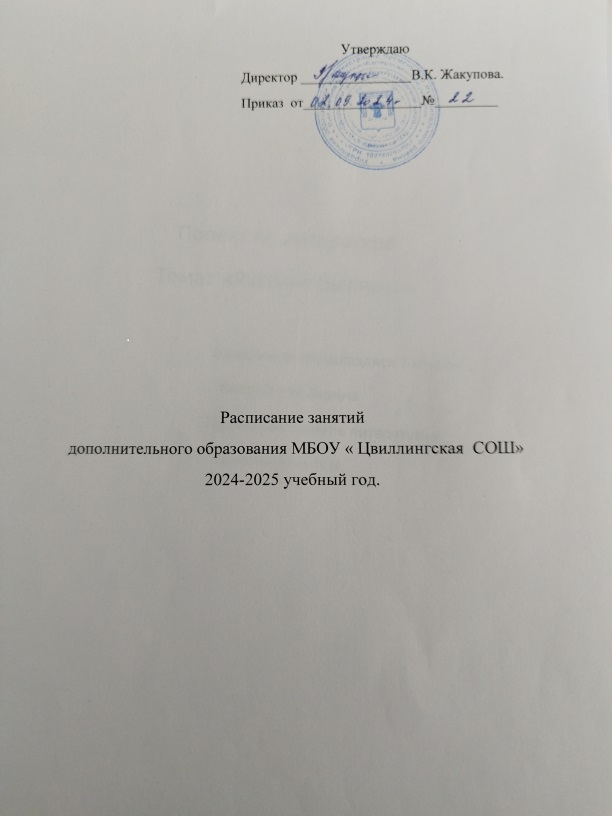 Утверждаю
Директор В.К. Жакупова.
Приказ от 02.09.2024г № 22
Расписание занятий
дополнительного образования МБОУ « Цвиллингская СОШ»
2024-2025 учебный год.